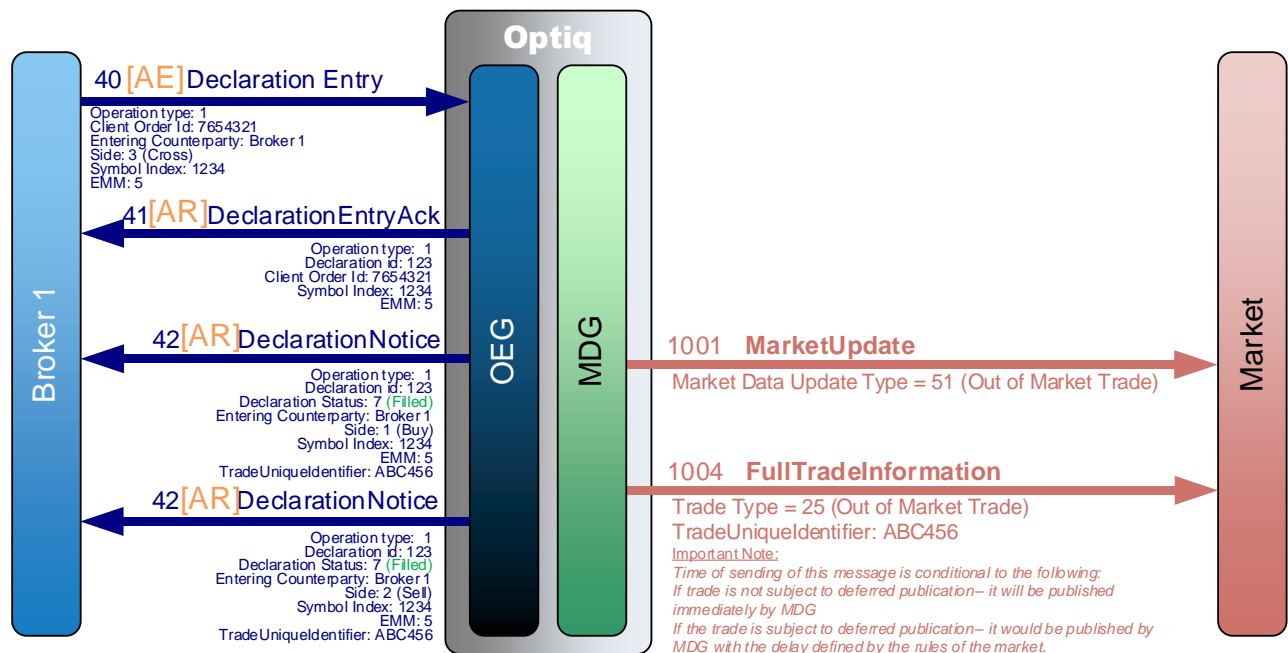 Optiq
Broker 1
OEG
MDG
Market
40 [AE]Declaration Entry
Operation type: 1
Client Order Id: 7654321
Entering Counterparty: Broker 1
Side: 3 (Cross)
Symbol Index: 1234
EMM: 5
41[AR]DeclarationEntryAck
Operation type: 1
Declaration id: 123
Client Order Id: 7654321
Symbol Index: 1234
EMM: 5
42[AR]DeclarationNotice
Operation type: 1
Declaration id: 123
Declaration Status: 7 (Filled)
Entering Counterparty: Broker 1
Side: 1 (Buy)
Symbol Index: 1234
EMM: 5
TradeUniqueIdentifier: ABC456
42[AR]DeclarationNotice
Operation type: 1
Declaration id: 123
Declaration Status: 7 (Filled)
Entering Counterparty: Broker 1
Side: 2 (Sell)
Symbol Index: 1234
EMM: 5
TradeUniqueIdentifier: ABC456
1001 MarketUpdate
Market Data Update Type = 51 (Out of Market Trade)
1004 FullTradeInformation
Trade Type = 25 (Out of Market Trade)
TradeUniqueIdentifier: ABC456
Important Note:
Time of sending of this message is conditional to the following:
If trade is not subject to deferred publication– it will be published
immediately by MDG
If the trade is subject to deferred publication– it would be published by
MDG with the delay defined by the rules of the market.